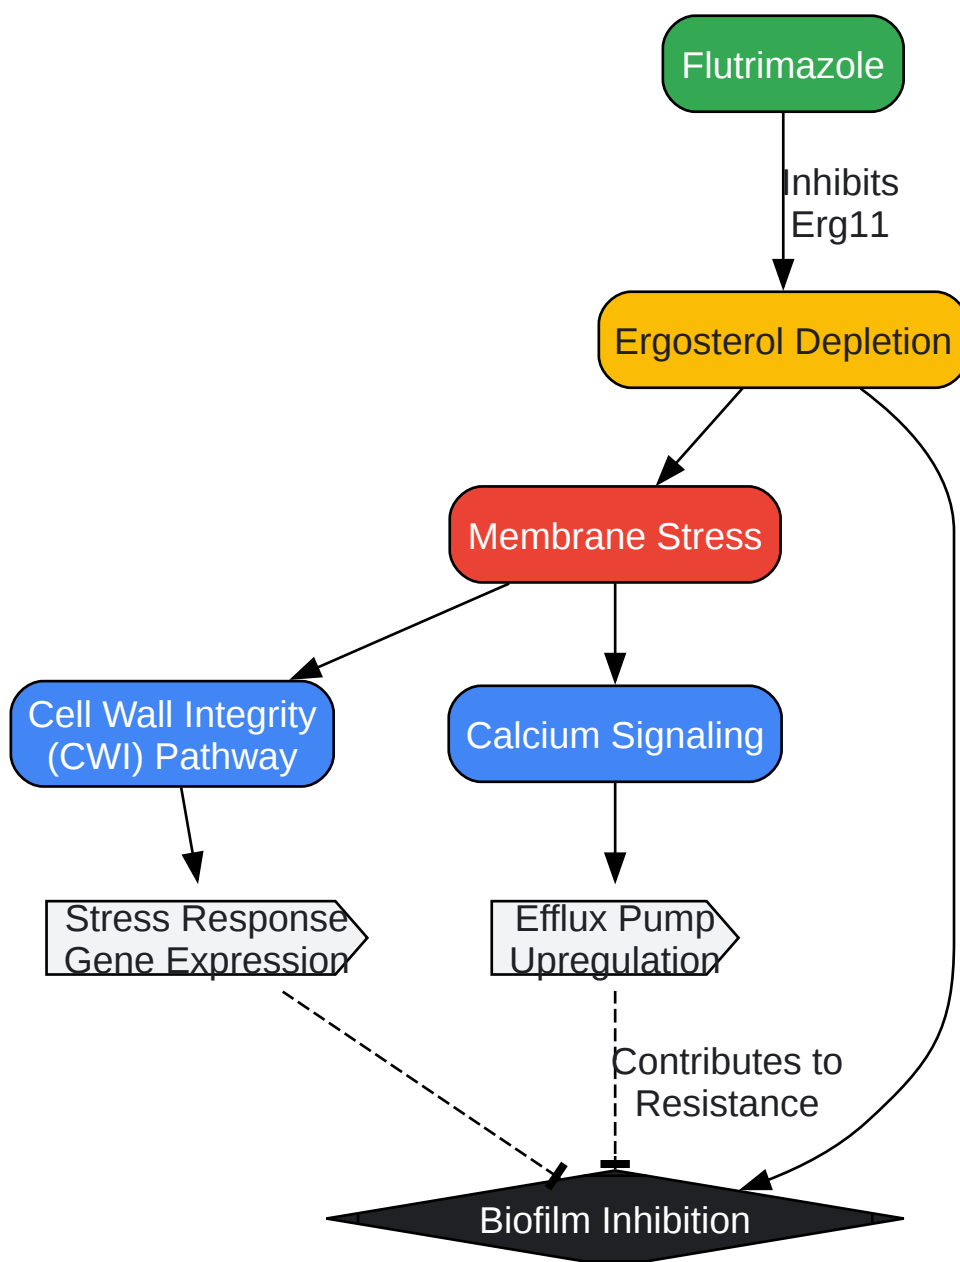 Flutrimazole
Inhibits
Erg11
Ergosterol Depletion
Membrane Stress
Cell Wall Integrity
(CWI) Pathway
Calcium Signaling
Stress Response
Gene Expression
Efflux Pump
Upregulation
Contributes to
Resistance
Biofilm Inhibition